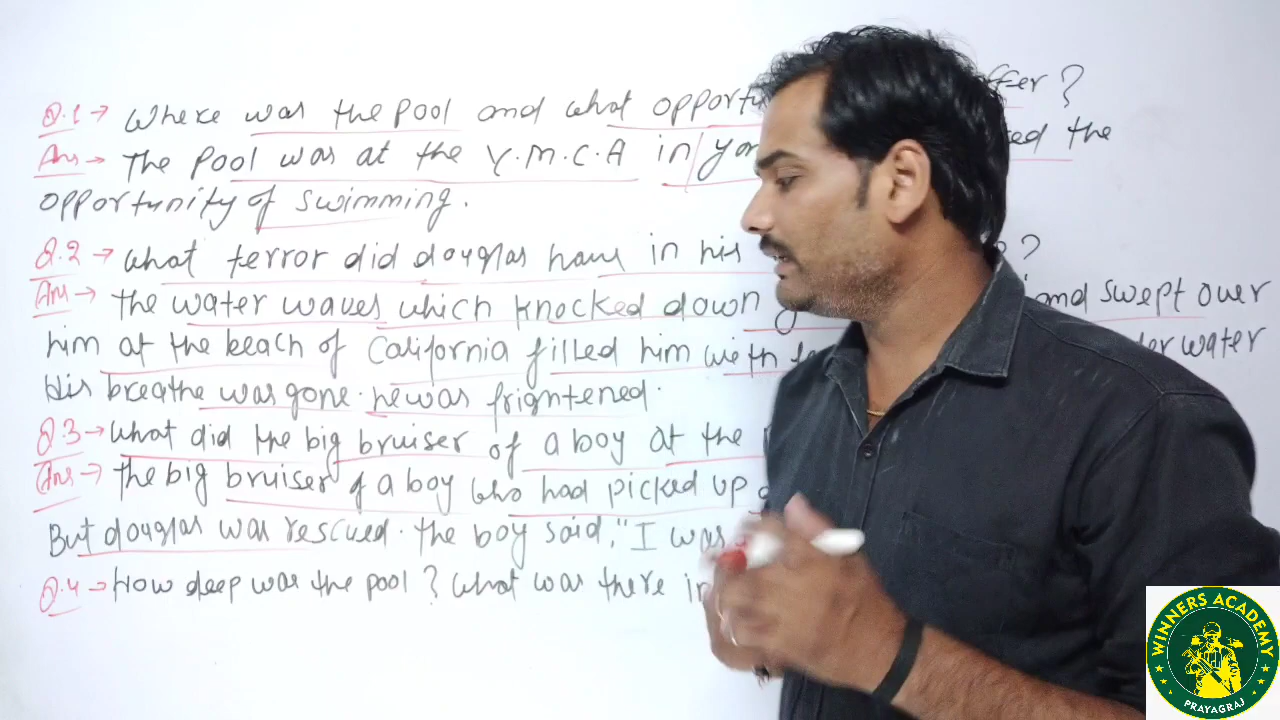 Q.1 → Where was the pool and what opportu ffer ?
Ans → The pool was at the Y.M.C.A in ed the
opportunity of swimming.
Q.2 → What terror did douglas have in his ?
Ans → the water waves which knocked down and swept over
him at the beach of California filled him with water
His breathe was gone. he was frightened.
Q.3 → What did the big bruiser of a boy at the
Ans → the big bruiser of a boy who had picked up
But douglas was rescued. the boy said, "I was
Q.4 → How deep was the pool ? What was there in
WINNERS ACADEMY
PRAYAGRAJ